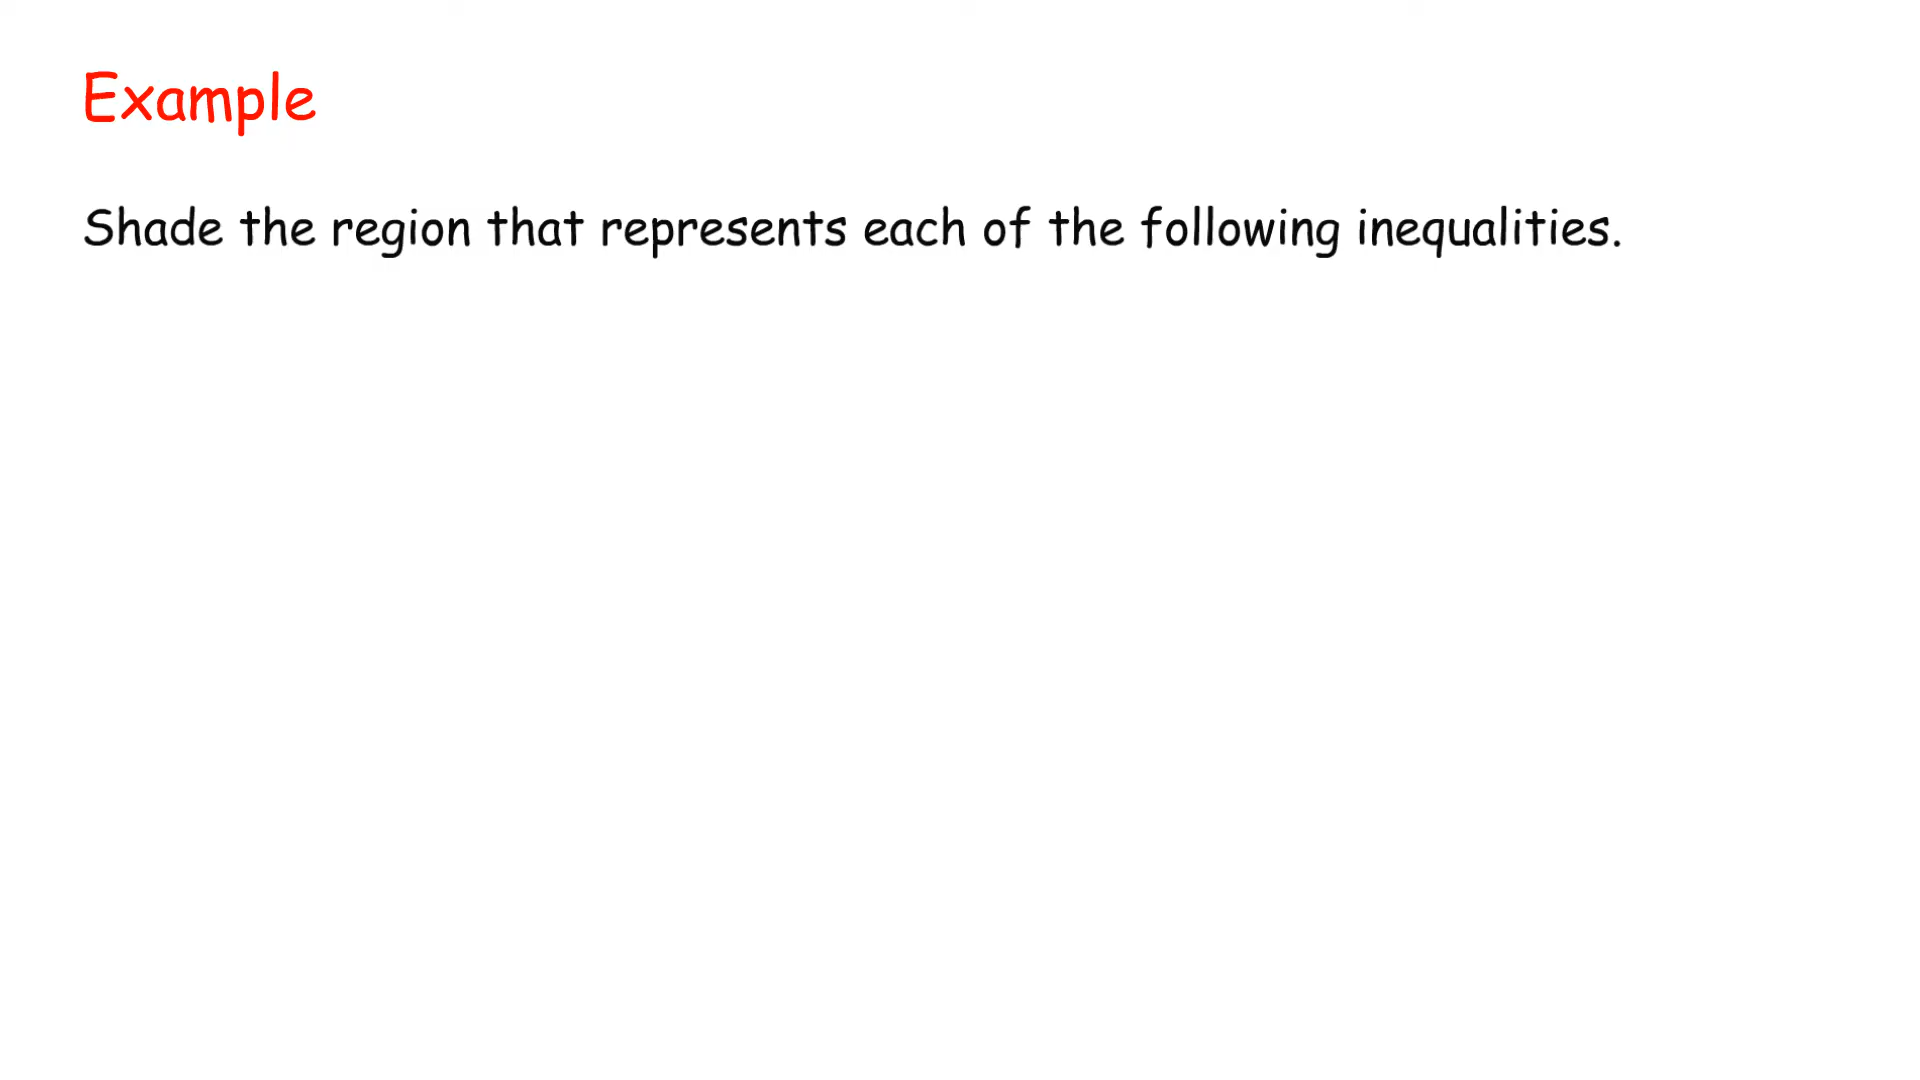 Example
Shade the region that represents each of the following inequalities.